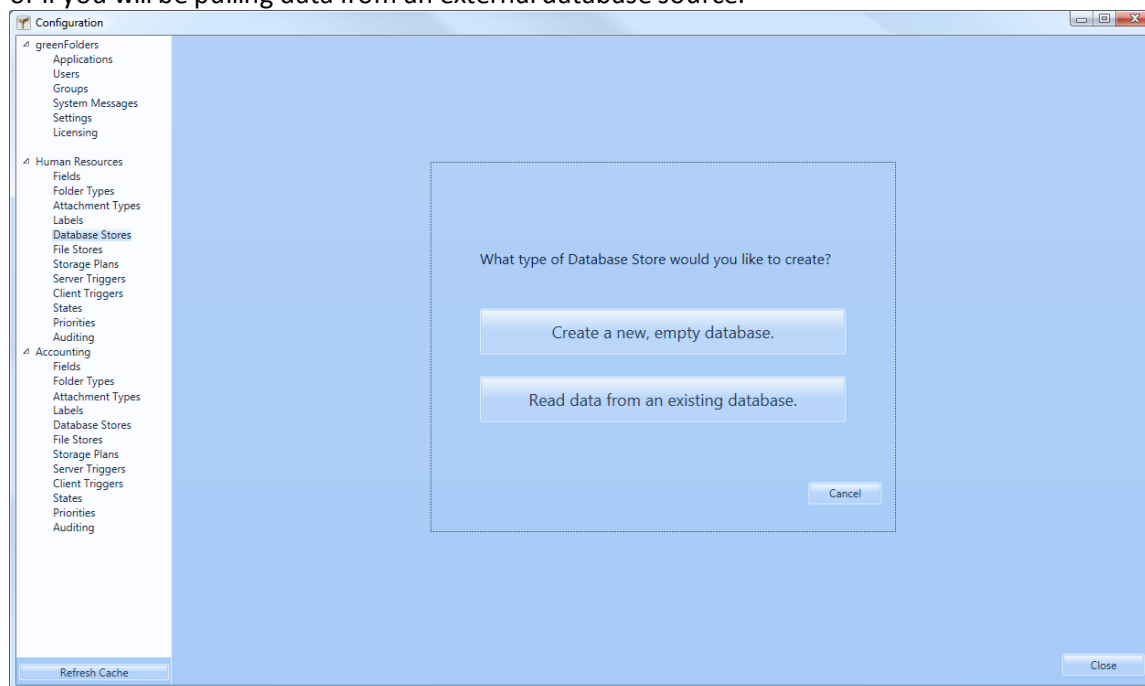 or if you will be pulling data from an external database source.
Configuration
greenFolders
Applications
Users
Groups
System Messages
Settings
Licensing
Human Resources
Fields
Folder Types
Attachment Types
Labels
Database Stores
File Stores
Storage Plans
Server Triggers
Client Triggers
States
Priorities
Auditing
Accounting
Fields
Folder Types
Attachment Types
Labels
Database Stores
File Stores
Storage Plans
Server Triggers
Client Triggers
States
Priorities
Auditing
Refresh Cache
What type of Database Store would you like to create?
Create a new, empty database.
Read data from an existing database.
Cancel
Close